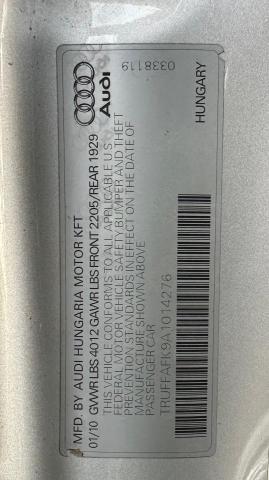 Audi
0338119
HUNGARY
MFD. BY AUDI HUNGARIA MOTOR KFT
01/10 GVWR LBS 4012 GAWR LBS FRONT 2205/REAR 1929
THIS VEHICLE CONFORMS TO ALL APPLICABLE U S
FEDERAL MOTOR VEHICLE SAFETY, BUMPER AND THEFT
PREVENTION STANDARDS IN EFFECT ON THE DATE OF
MANUFACTURE SHOWN ABOVE
PASSENGER CAR
TRUFFAFK9A1014276